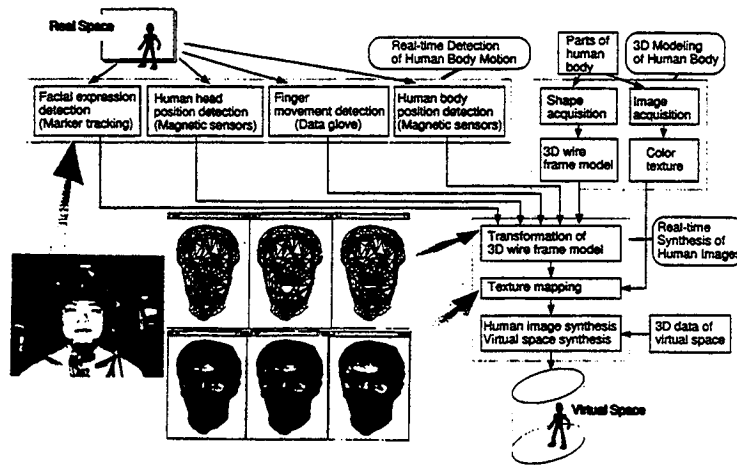 Real Space
Real-time Detection
of Human Body Motion
Parts of
human
body
3D Modeling
of Human Body
Facial expression
detection
(Marker tracking)
Human head
position detection
(Magnetic sensors)
Finger
movement detection
(Data glove)
Human body
position detection
(Magnetic sensors)
Shape
acquisition
Image
acquisition
3D wire
frame model
Color
texture
Transformation of
3D wire frame model
Real-time
Synthesis of
Human Images
Texture mapping
Human image synthesis
Virtual space synthesis
3D data of
virtual space
Virtual Space